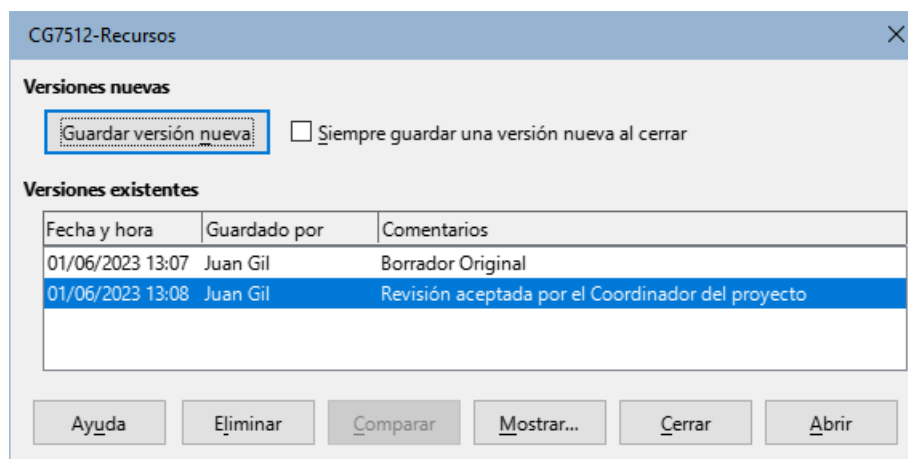 CG7512-Recursos
Versiones nuevas
Guardar versión nueva Siempre guardar una versión nueva al cerrar
Versiones existentes
Fecha y hora Guardado por Comentarios
01/06/2023 13:07 Juan Gil Borrador Original
01/06/2023 13:08 Juan Gil Revisión aceptada por el Coordinador del proyecto
Ayuda Eliminar Comparar Mostrar... Cerrar Abrir